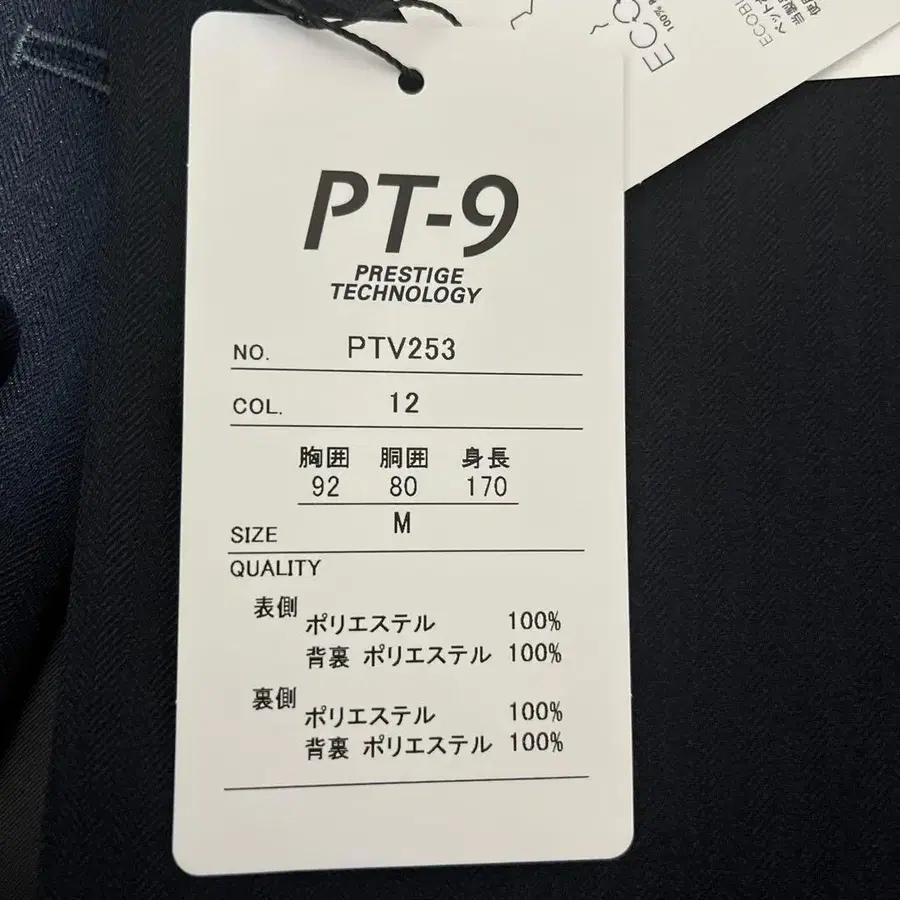 PT-9
PRESTIGE
TECHNOLOGY
NO. PTV253
COL. 12
胸囲 胴囲 身長
92 80 170
SIZE M
QUALITY
表側
ポリエステル 100%
背裏 ポリエステル 100%
裏側
ポリエステル 100%
背裏 ポリエステル 100%